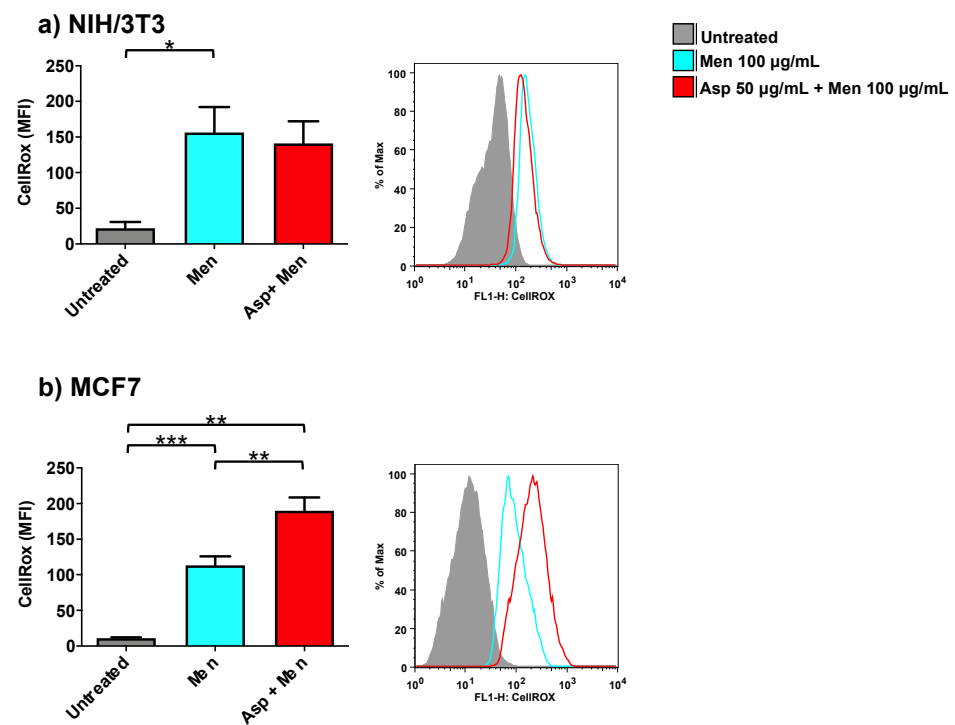 a) NIH/3T3
*
CellRox (MFI)
250
200
150
100
50
0
Untreated
Men
Asp+ Men
% of Max
100
80
60
40
20
0
10^0 10^1 10^2 10^3 10^4
FL1-H: CellROX
Untreated
Men 100 µg/mL
Asp 50 µg/mL + Men 100 µg/mL
b) MCF7
**
***
**
CellRox (MFI)
250
200
150
100
50
0
Untreated
Men
Asp + Men
% of Max
100
80
60
40
20
0
10^0 10^1 10^2 10^3 10^4
FL1-H: CellROX